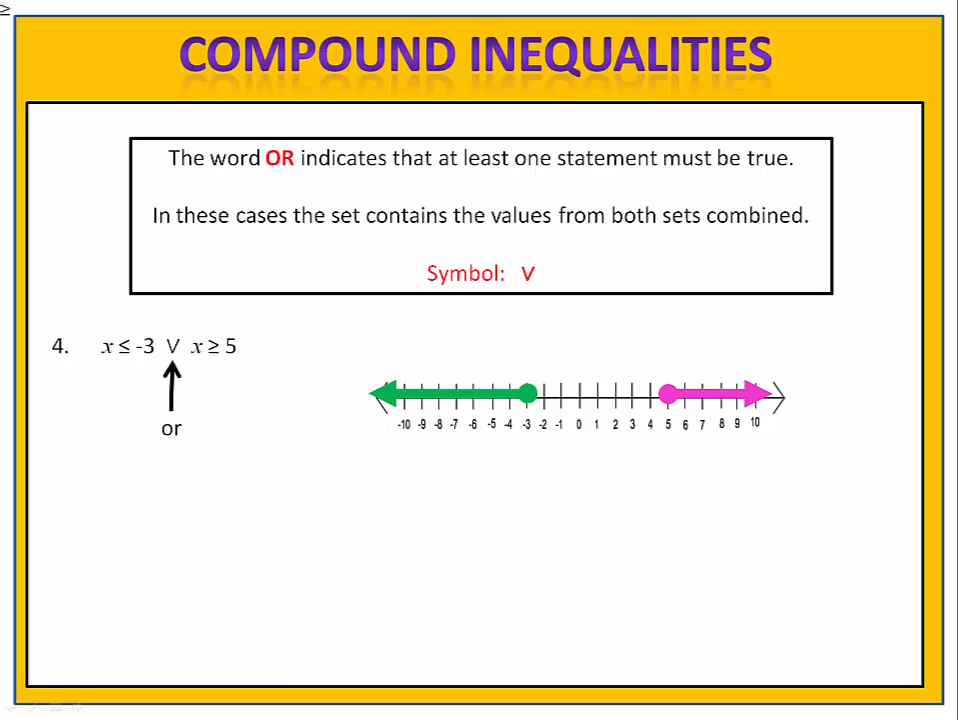 ≥
COMPOUND INEQUALITIES
The word OR indicates that at least one statement must be true.
In these cases the set contains the values from both sets combined.
Symbol: ∨
4. x ≤ -3 ∨ x ≥ 5
-10 -9 -8 -7 -6 -5 -4 -3 -2 -1 0 1 2 3 4 5 6 7 8 9 10
or